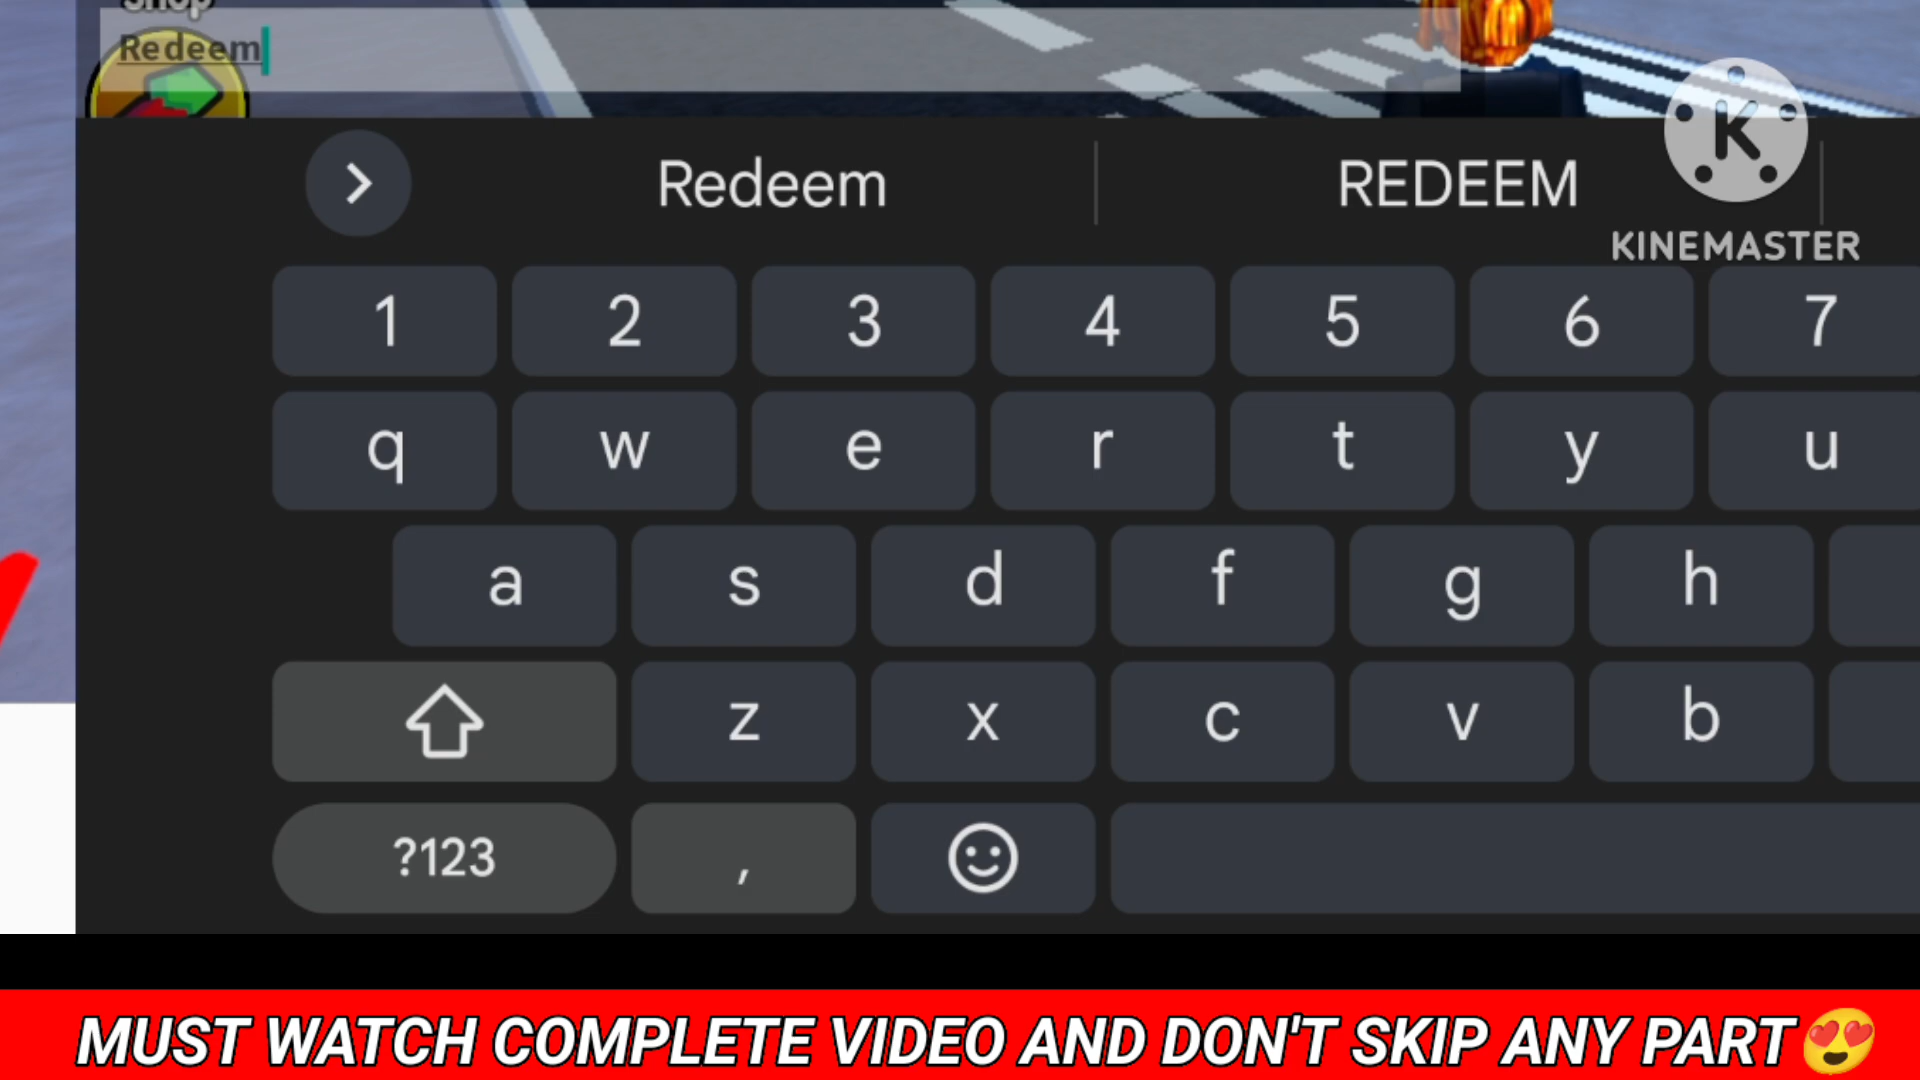 Shop
Redeem
Redeem REDEEM
KINEMASTER
1 2 3 4 5 6 7
q w e r t y u
a s d f g h
z x c v b
?123 ,
MUST WATCH COMPLETE VIDEO AND DON'T SKIP ANY PART😍